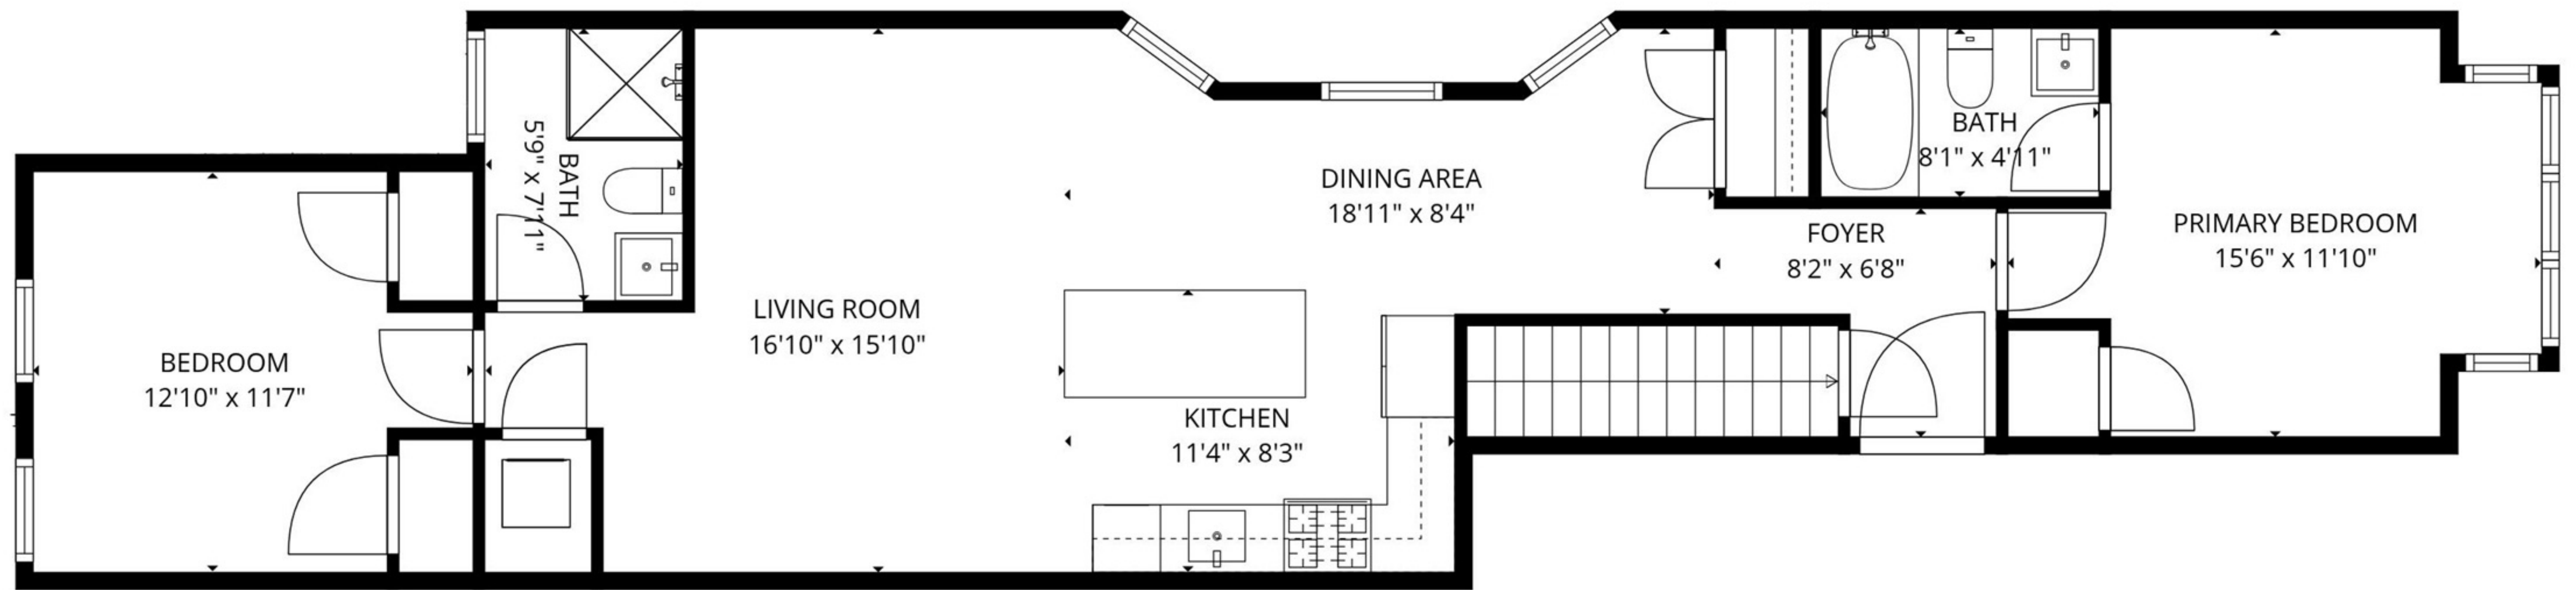 BEDROOM
12'10" x 11'7"
BATH
5'9" x 7'11"
LIVING ROOM
16'10" x 15'10"
DINING AREA
18'11" x 8'4"
KITCHEN
11'4" x 8'3"
FOYER
8'2" x 6'8"
BATH
8'1" x 4'11"
PRIMARY BEDROOM
15'6" x 11'10"